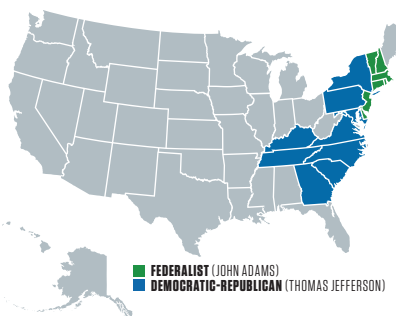 FEDERALIST (JOHN ADAMS)
DEMOCRATIC-REPUBLICAN (THOMAS JEFFERSON)